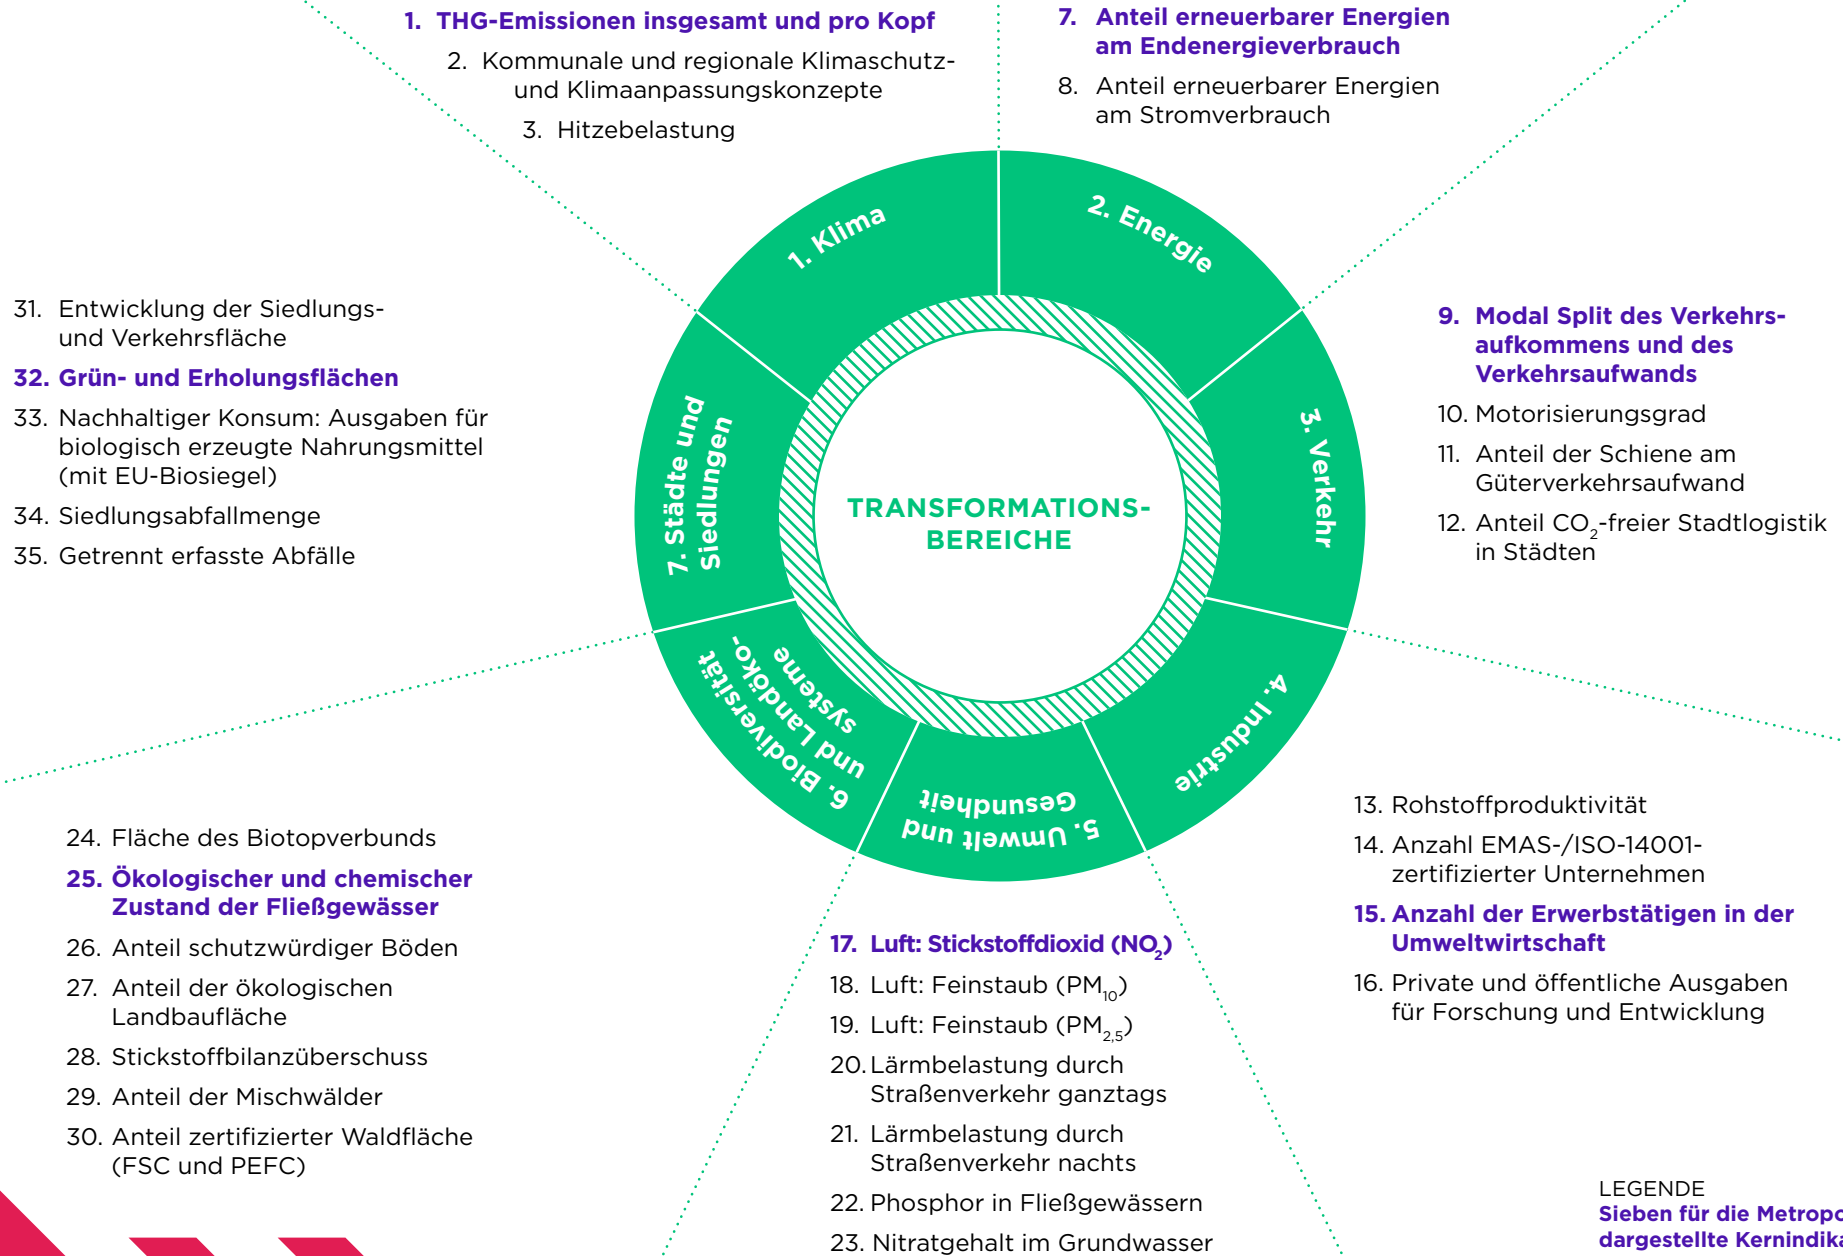 1. THG-Emissionen insgesamt und pro Kopf
2. Kommunale und regionale Klimaschutz-
und Klimaanpassungskonzepte
3. Hitzebelastung
7. Anteil erneuerbarer Energien
am Endenergieverbrauch
8. Anteil erneuerbarer Energien
am Stromverbrauch
1. Klima
2. Energie
3. Verkehr
4. Industrie
5. Umwelt und
Gesundheit
6. Biodiversität
und Landöko-
systeme
7. Städte und
Siedlungen
TRANSFORMATIONS-
BEREICHE
31. Entwicklung der Siedlungs-
und Verkehrsfläche
32. Grün- und Erholungsflächen
33. Nachhaltiger Konsum: Ausgaben für
biologisch erzeugte Nahrungsmittel
(mit EU-Biosiegel)
34. Siedlungsabfallmenge
35. Getrennt erfasste Abfälle
9. Modal Split des Verkehrs-
aufkommens und des
Verkehrsaufwands
10. Motorisierungsgrad
11. Anteil der Schiene am
Güterverkehrsaufwand
12. Anteil CO₂-freier Stadtlogistik
in Städten
24. Fläche des Biotopverbunds
25. Ökologischer und chemischer
Zustand der Fließgewässer
26. Anteil schutzwürdiger Böden
27. Anteil der ökologischen
Landbaufläche
28. Stickstoffbilanzüberschuss
29. Anteil der Mischwälder
30. Anteil zertifizierter Waldfläche
(FSC und PEFC)
17. Luft: Stickstoffdioxid (NO₂)
18. Luft: Feinstaub (PM₁₀)
19. Luft: Feinstaub (PM₂,₅)
20. Lärmbelastung durch
Straßenverkehr ganztags
21. Lärmbelastung durch
Straßenverkehr nachts
22. Phosphor in Fließgewässern
23. Nitratgehalt im Grundwasser
13. Rohstoffproduktivität
14. Anzahl EMAS-/ISO-14001-
zertifizierter Unternehmen
15. Anzahl der Erwerbstätigen in der
Umweltwirtschaft
16. Private und öffentliche Ausgaben
für Forschung und Entwicklung
LEGENDE
Sieben für die
dargestellte